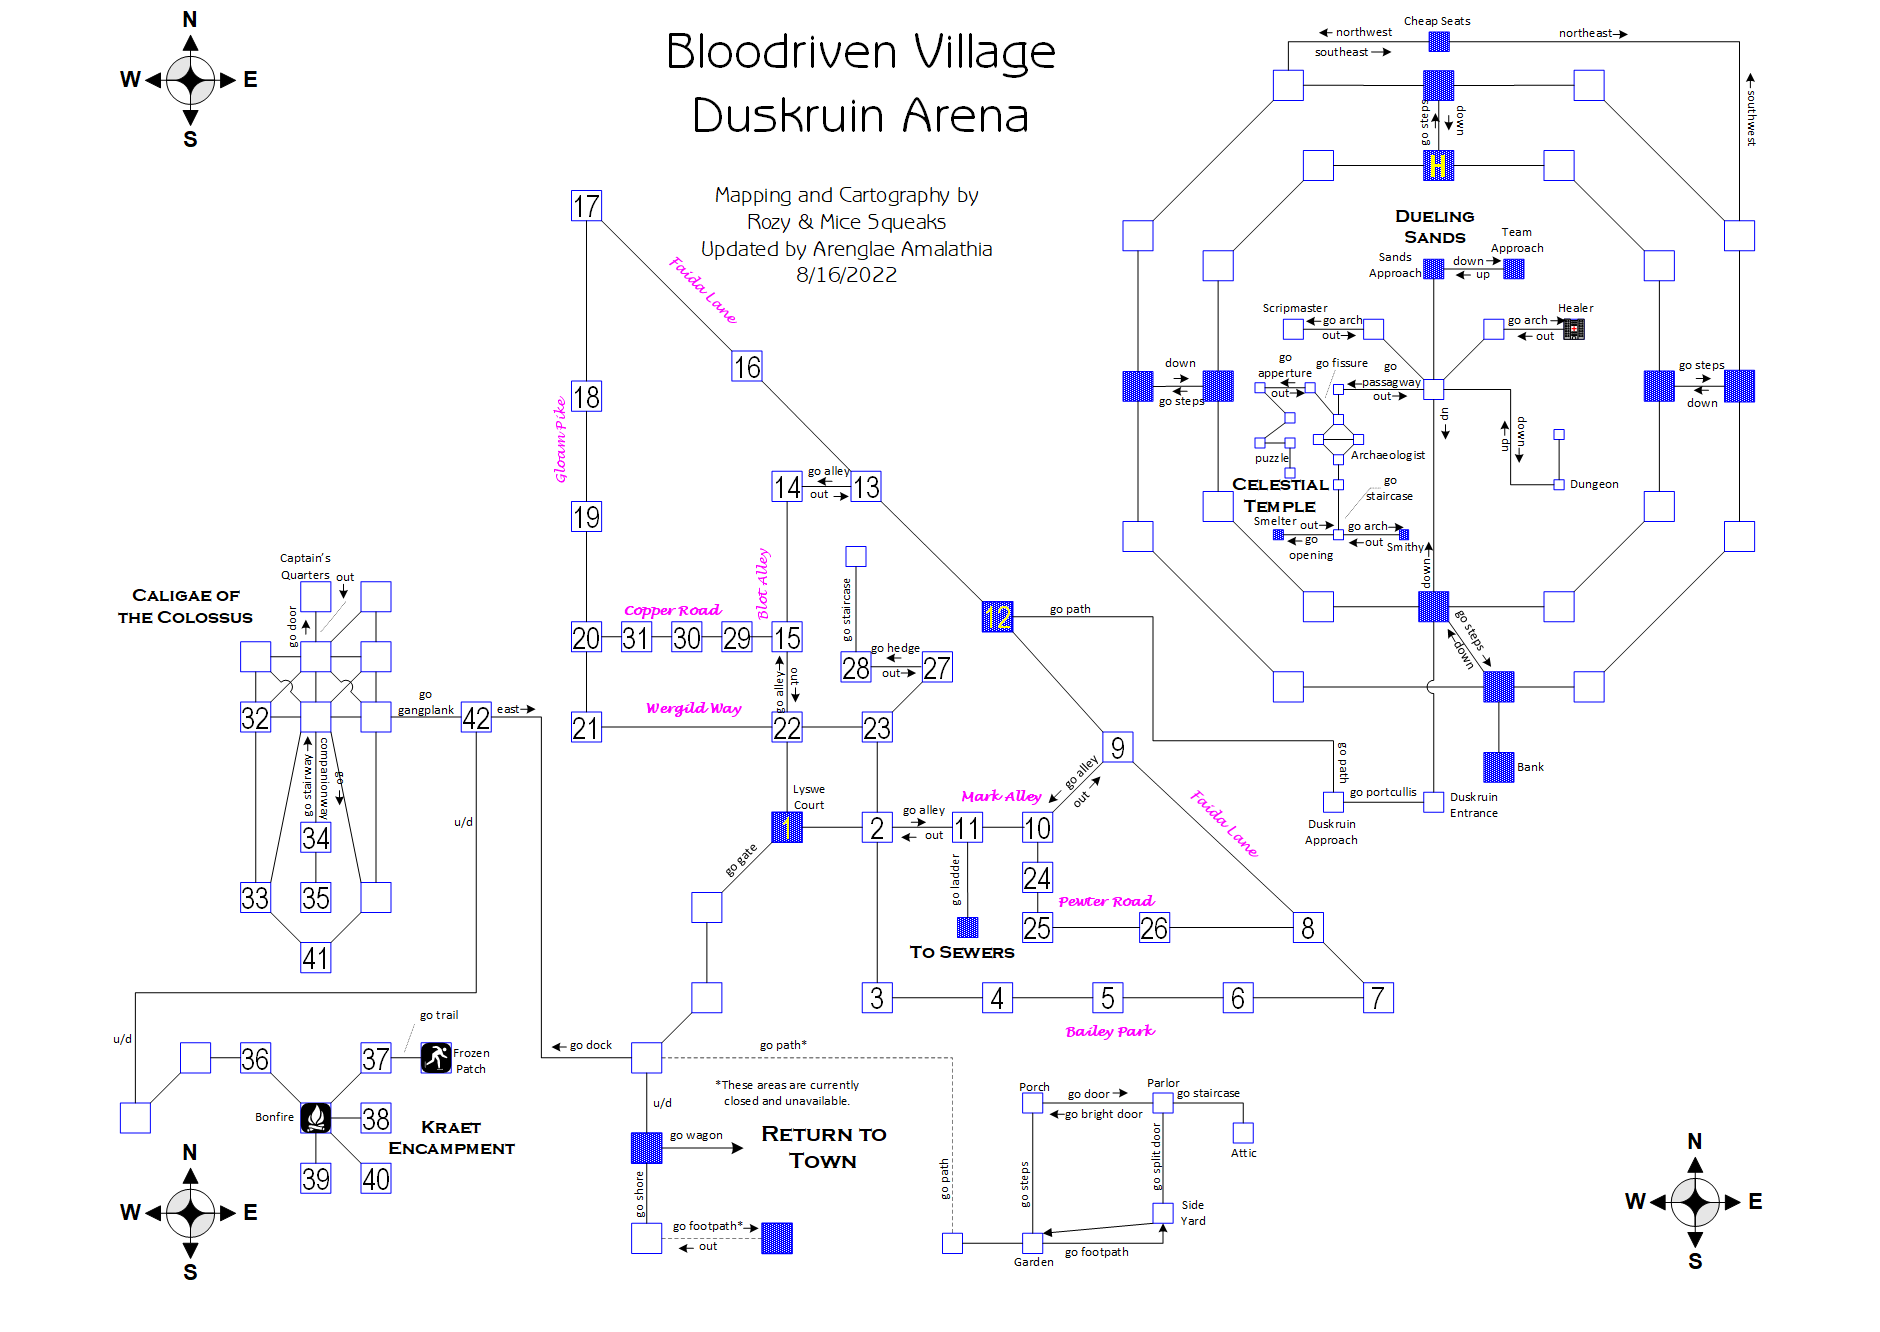 Bloodriven Village
Duskruin Arena
Mapping and Cartography by
Rozy & Mice Squeaks
Updated by Arenglae Amalathia
8/16/2022
N
W
E
S
Cheap Seats
northwest
southeast
northeast
southwest
go steps
down
H
Dueling
Sands
Team
Approach
Sands
Approach
down
up
Scripmaster
go arch
out
Healer
go arch
out
go
aperture
out
go fissure
go
passagway
out
down
go steps
go steps
down
up
down
up
puzzle
Archaeologist
Dungeon
Celestial
Temple
go
staircase
Smelter
out
go
opening
go arch
out
Smithy
down
go steps
down
Bank
go path
go path
go portcullis
Duskruin
Approach
Duskruin
Entrance
17
Faida Lane
16
18
Gloam Pike
19
14
go alley
out
13
Blot Alley
go staircase
12
Copper Road
20
31
30
29
15
28
go hedge
out
27
go alley
out
Wergild Way
21
22
23
9
go alley
out
Lyswe
Court
1
2
go alley
out
11
Mark Alley
10
Faida Lane
go gate
go ladder
24
Pewter Road
25
26
8
To Sewers
3
4
5
6
7
Bailey Park
Caligae of
the Colossus
Captain's
Quarters
out
go door
32
go
gangplank
42
east
go stairway
companionway
go
34
33
35
41
u/d
u/d
go trail
36
37
Frozen
Patch
Bonfire
38
Kraet
Encampment
39
40
N
W
E
S
go dock
go path*
*These areas are currently
closed and unavailable.
u/d
go wagon
Return to
Town
go shore
go footpath*
out
go path
Porch
go door
go bright door
Parlor
go staircase
Attic
go steps
go split door
Side
Yard
Garden
go footpath
N
W
E
S